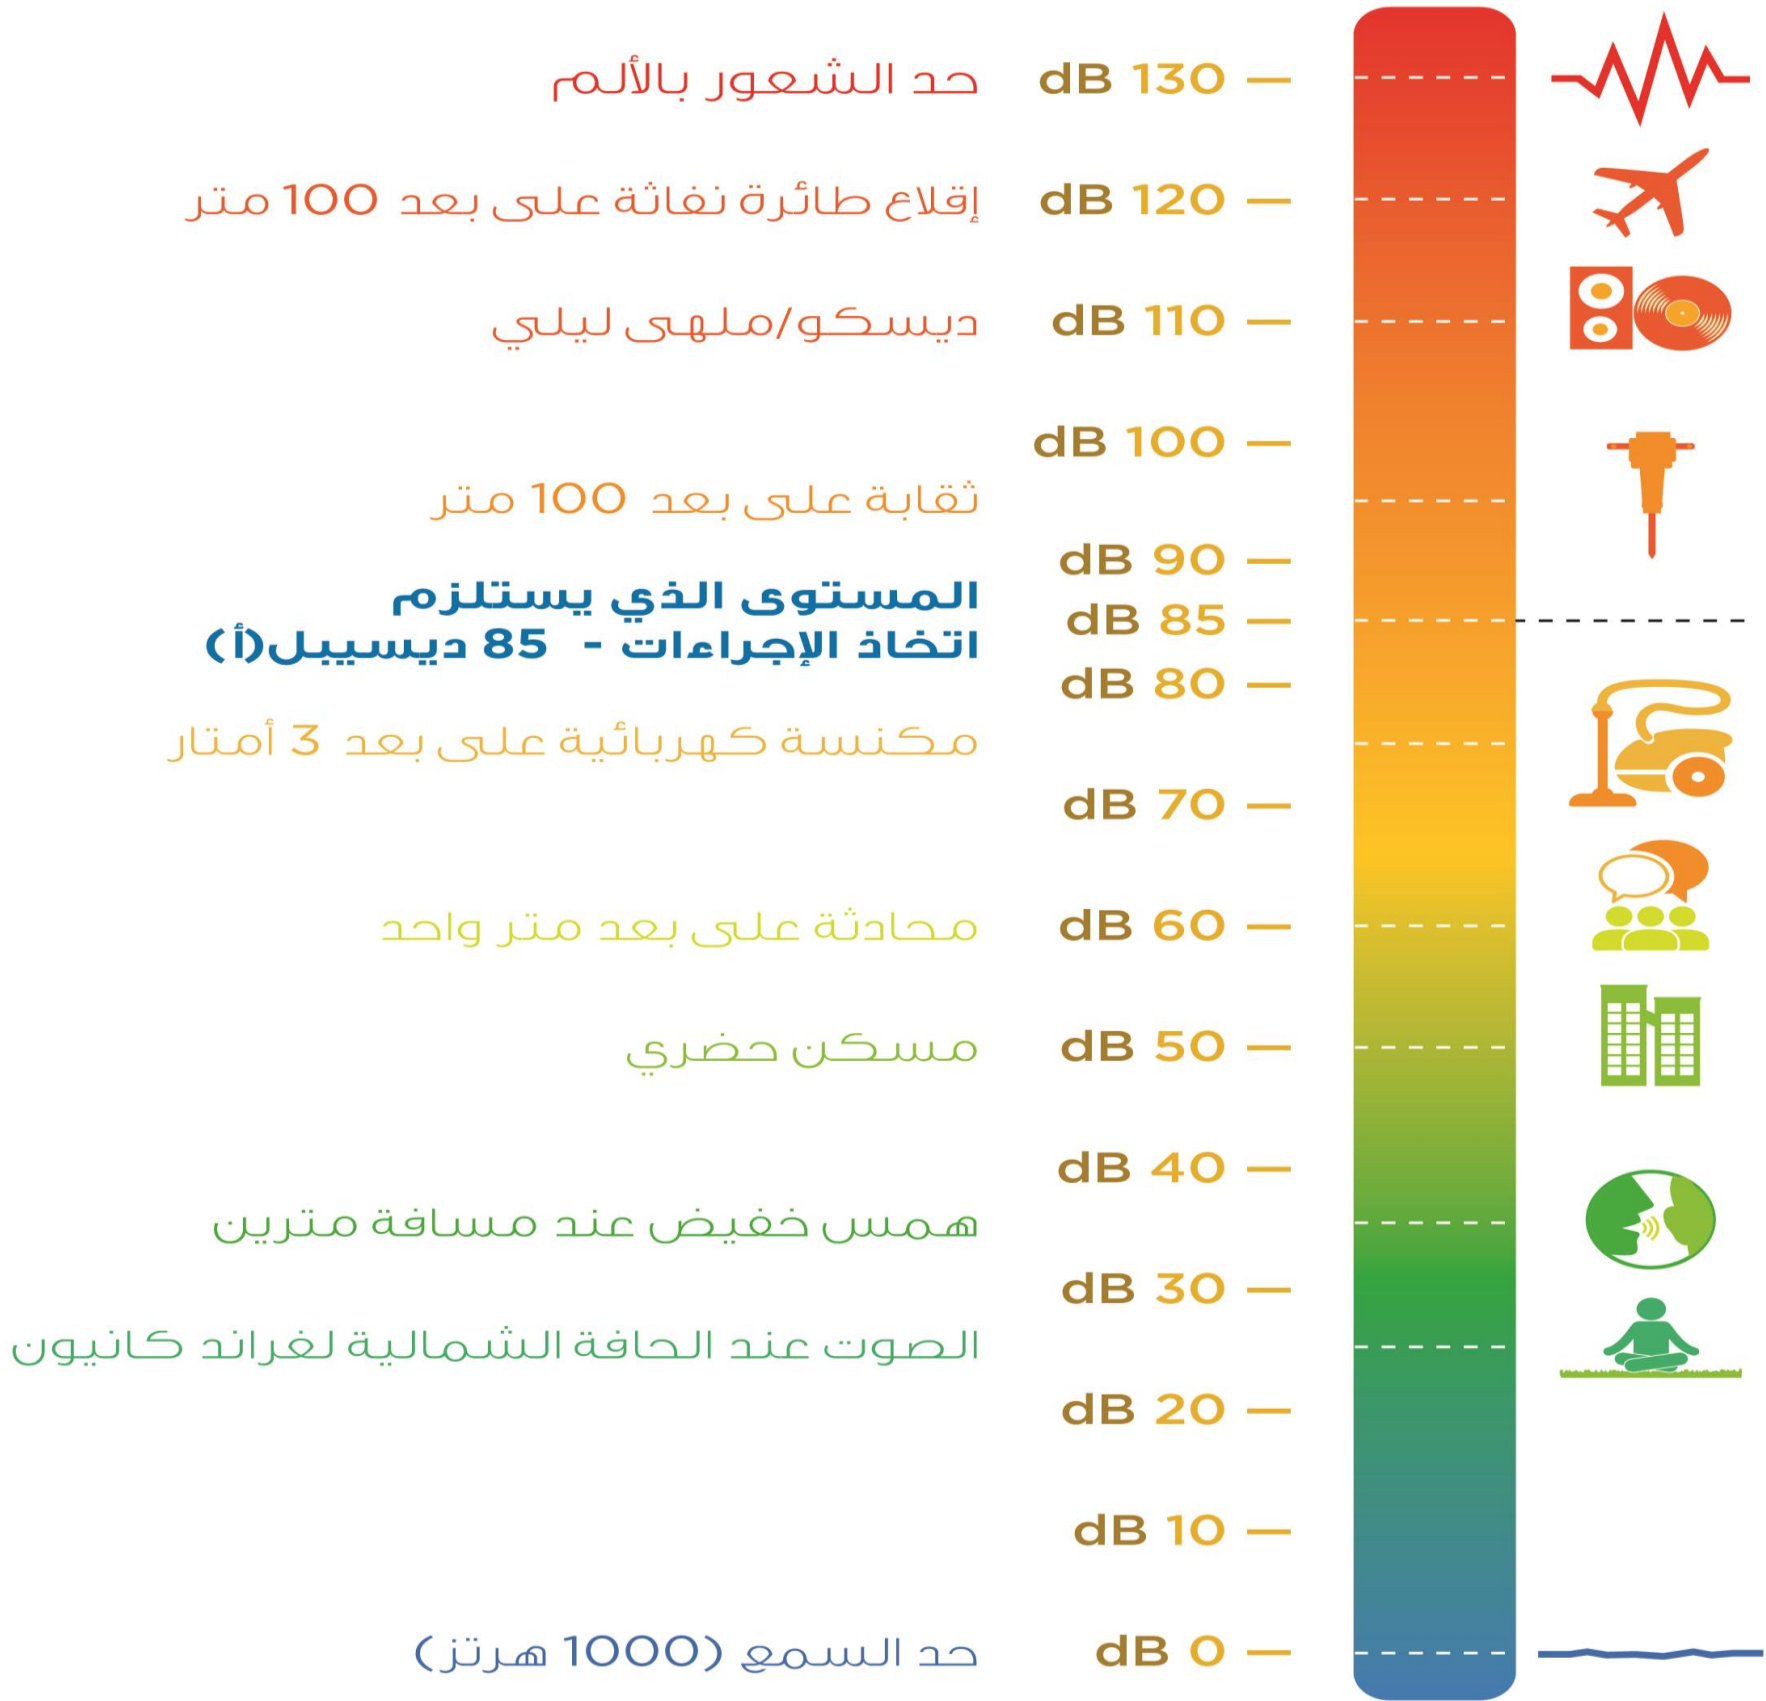 حد الشعور بالألم 130 dB
إقلاع طائرة نفاثة على بعد 100 متر 120 dB
ديسكو/ملهى ليلي 110 dB
100 dB
ثقابة على بعد 100 متر
90 dB
المستوى الذي يستلزم
85 dB
اتخاذ الإجراءات - 85 ديسيبل(أ)
80 dB
مكنسة كهربائية على بعد 3 أمتار
70 dB
محادثة على بعد متر واحد 60 dB
مسكن حضري 50 dB
40 dB
همس خفيض عند مسافة مترين
30 dB
الصوت عند الحافة الشمالية لغراند كانيون
20 dB
10 dB
حد السمع (1000 هرتز) 0 dB